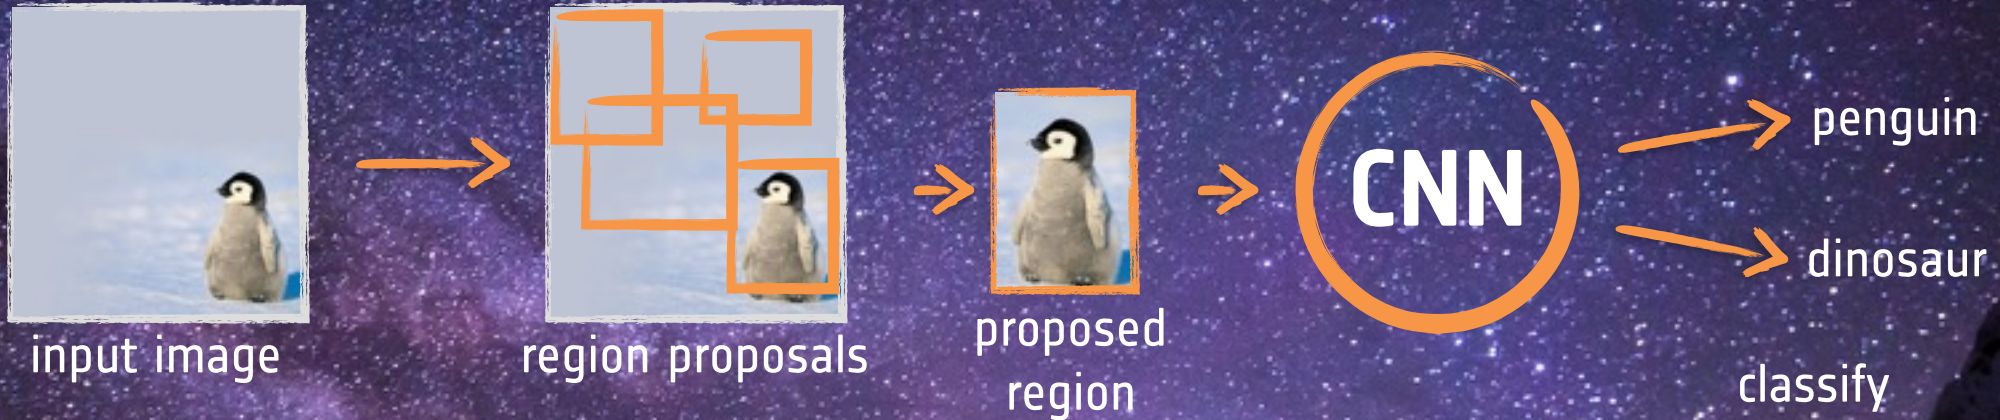 input image
region proposals
proposed
region
CNN
penguin
dinosaur
classify